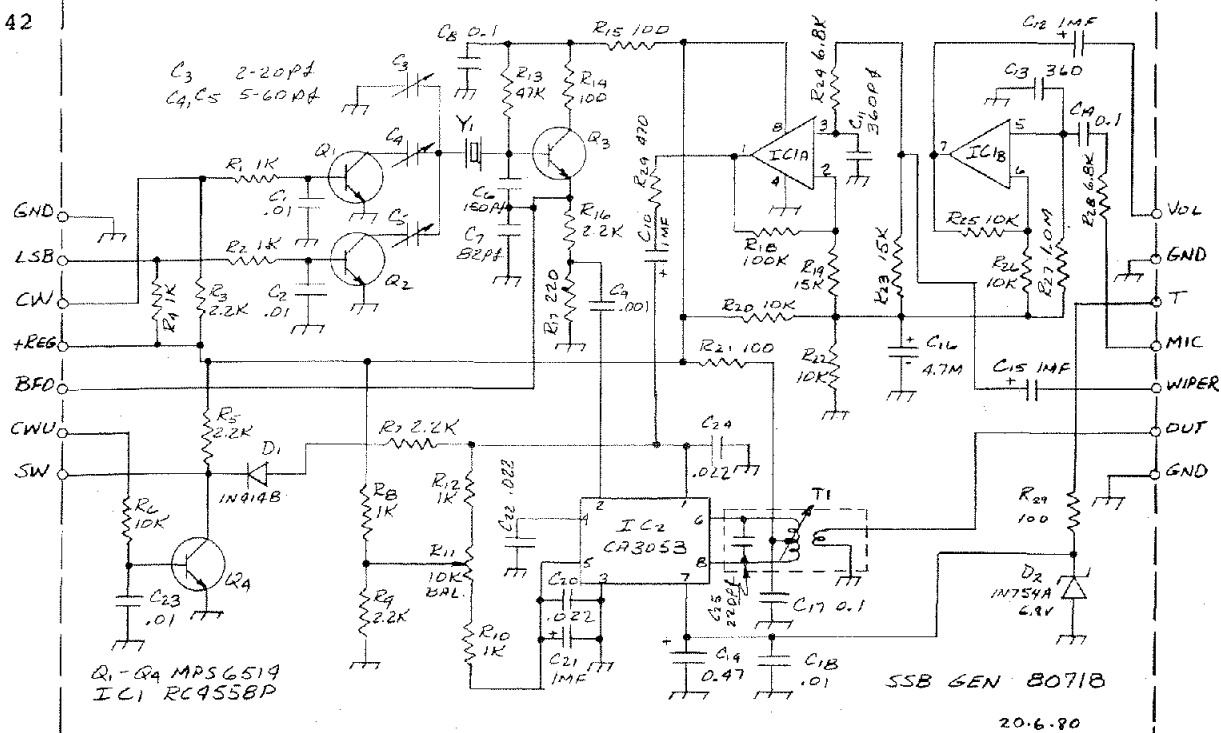 42
C3 2-20Pf
C4, C5 5-60Pf
C8 0.1
C3
R13
47K
R14
100
R15 100
R24 6.8K
C11
360Pf
C12 1MF
+
C13 360
C14
0.1
R28 6.8K
R1 1K
Q1
C4
Y1
Q3
C1
.01
C5
C6
150Pf
C7
82Pf
R16
2.2K
R17 220
C9
.001
R2 1K
Q2
C2
.01
R4 1K
R3
2.2K
C10
1MF
+
1
8
3
2
4
IC1A
R18
100K
R19
15K
R23 15K
R20 10K
R22
10K
R21 100
C16
4.7M
+
-
7
5
6
IC1B
R25 10K
R26
10K
R27 1.0M
C15 1MF
+
GND
LSB
CW
+REG
BFO
CWU
SW
VOL
GND
T
MIC
WIPER
OUT
GND
R5
2.2K
D1
1N4148
R7 2.2K
R6
10K
Q4
C23
.01
R8
1K
R9
2.2K
R12
1K
R11
10K
BAL.
R10
1K
C22 .022
C24
.022
IC2
CA3053
2
1
4
5
3
6
8
7
C20
.022
C21
1MF
+
T1
C25
220Pf
C17 0.1
C19
0.47
+
C18
.01
R29
100
D2
1N754A
6.8V
Q1-Q4 MPS6514
IC1 RC4558P
SSB GEN 80718
20.6.80